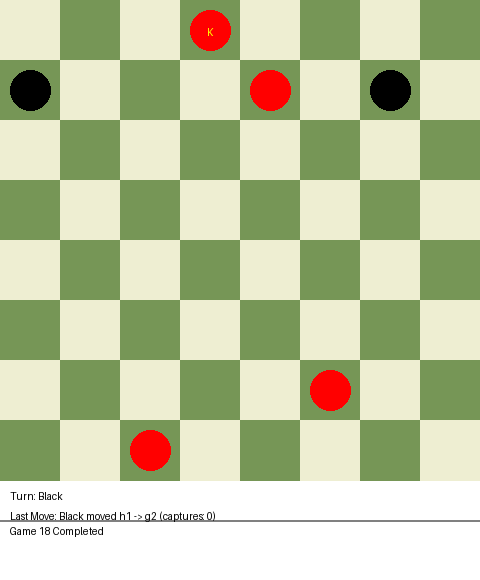 K
Turn: Black
Last Move: Black moved h1 -> g2 (captures: 0)
Game 18 Completed